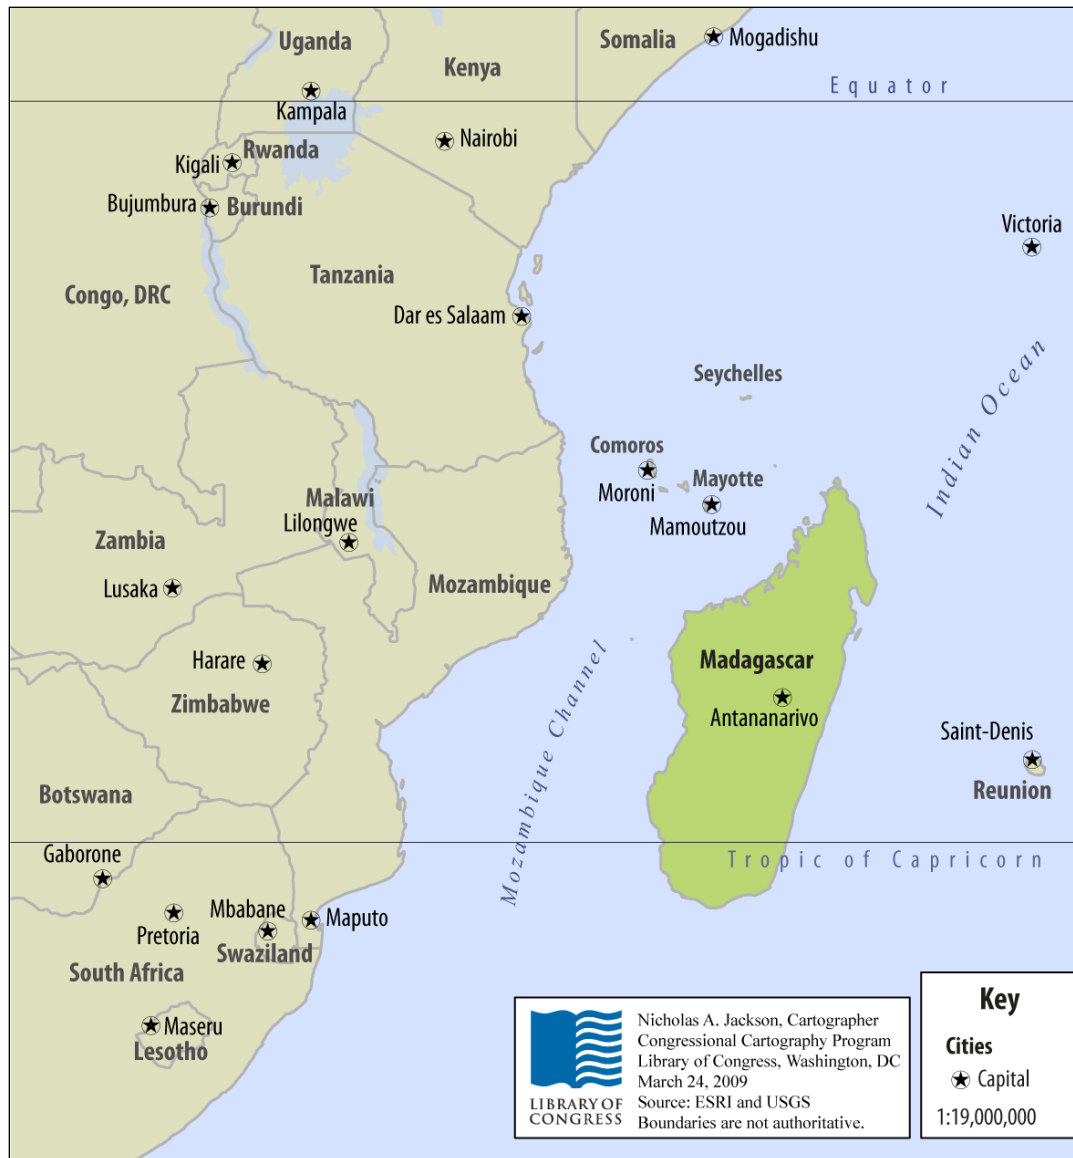 Uganda
Somalia
Mogadishu
Kenya
Equator
Kampala
Nairobi
Rwanda
Kigali
Bujumbura
Burundi
Victoria
Tanzania
Congo, DRC
Dar es Salaam
Seychelles
Indian Ocean
Comoros
Moroni
Mayotte
Mamoutzou
Malawi
Lilongwe
Zambia
Lusaka
Mozambique
Harare
Zimbabwe
Mozambique Channel
Madagascar
Antananarivo
Saint-Denis
Reunion
Botswana
Tropic of Capricorn
Gaborone
Mbabane
Maputo
Pretoria
Swaziland
South Africa
Maseru
Lesotho
LIBRARY OF
CONGRESS
Nicholas A. Jackson, Cartographer
Congressional Cartography Program
Library of Congress, Washington, DC
March 24, 2009
Source: ESRI and USGS
Boundaries are not authoritative.
Key
Cities
Capital
1:19,000,000